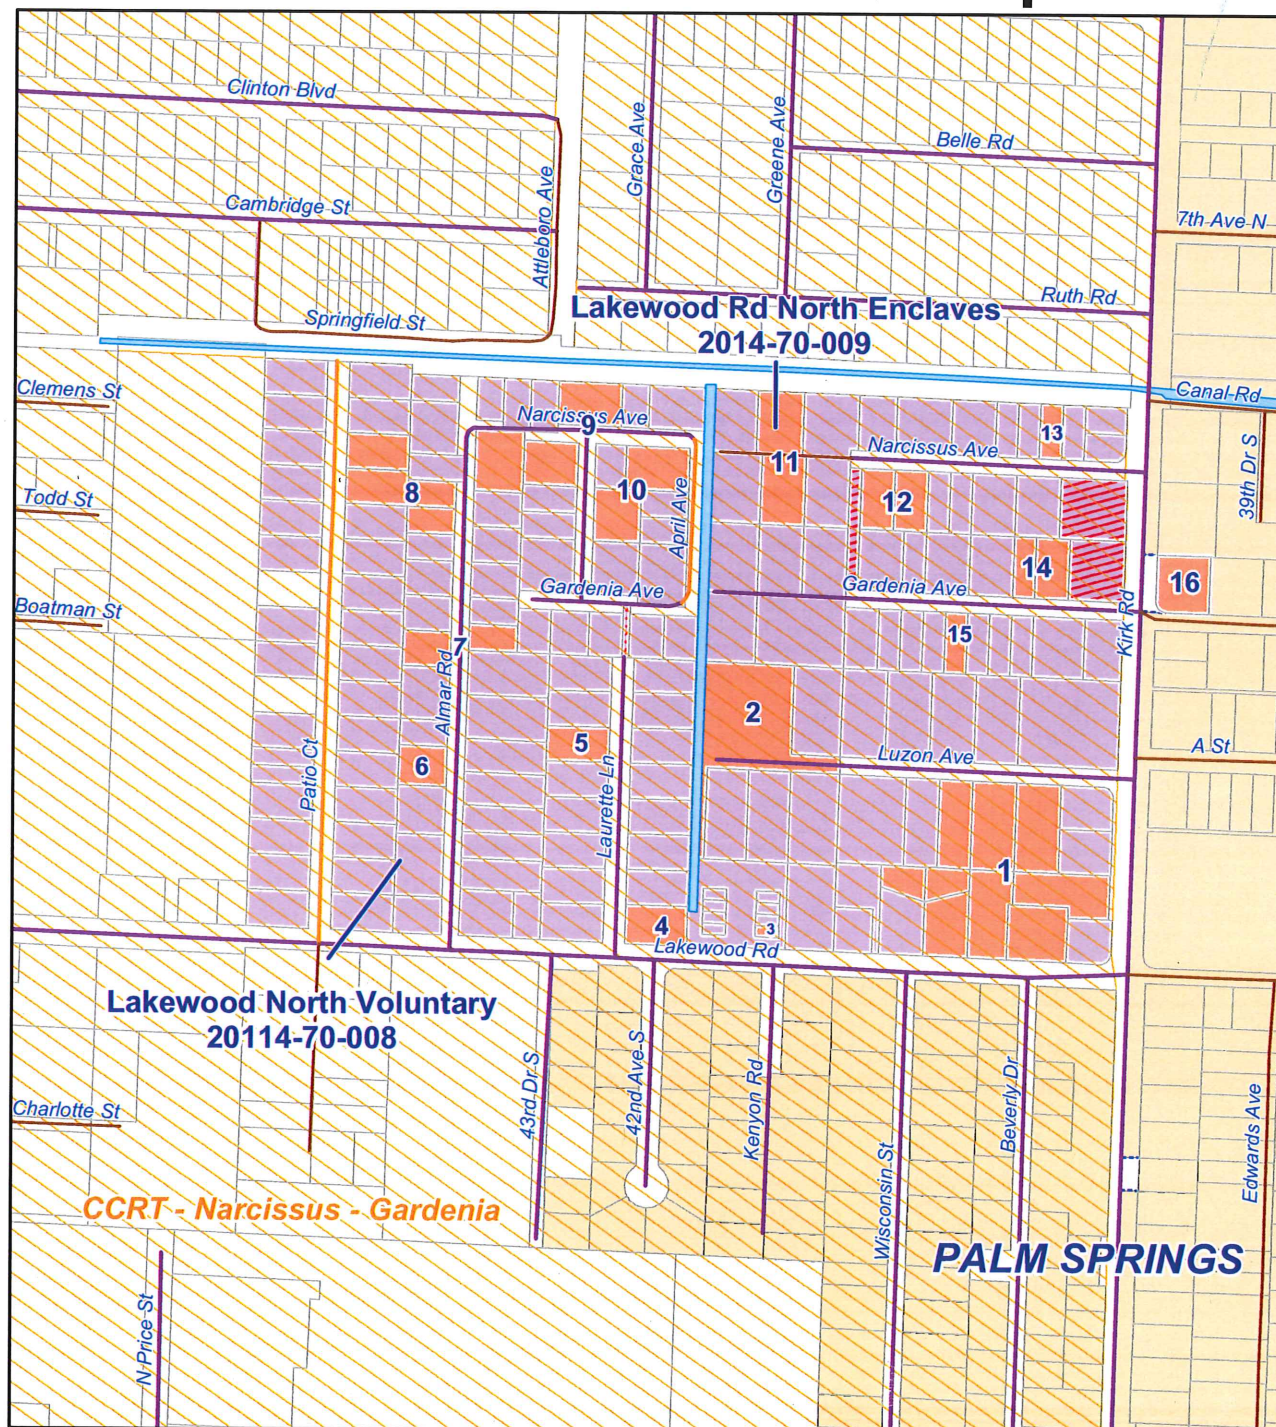 Clinton Blvd
Grace Ave
Greene Ave
Belle Rd
Cambridge St
Attleboro Ave
7th Ave N
Springfield St
Ruth Rd
Lakewood Rd North Enclaves
2014-70-009
Clemens St
Canal Rd
Narcissus Ave
9
13
Narcissus Ave
39th Dr S
11
8
10
12
Todd St
April Ave
14
16
Gardenia Ave
Gardenia Ave
Boatman St
Kirk Rd
15
7
Almar Rd
2
5
A St
Luzon Ave
6
Patio Ct
Laurette Ln
1
4
3
Lakewood Rd
Lakewood North Voluntary
20114-70-008
43rd Dr S
42nd Ave S
Kenyon Rd
Beverly Dr
Charlotte St
Edwards Ave
Wisconsin St
CCRT - Narcissus - Gardenia
PALM SPRINGS
N Price St